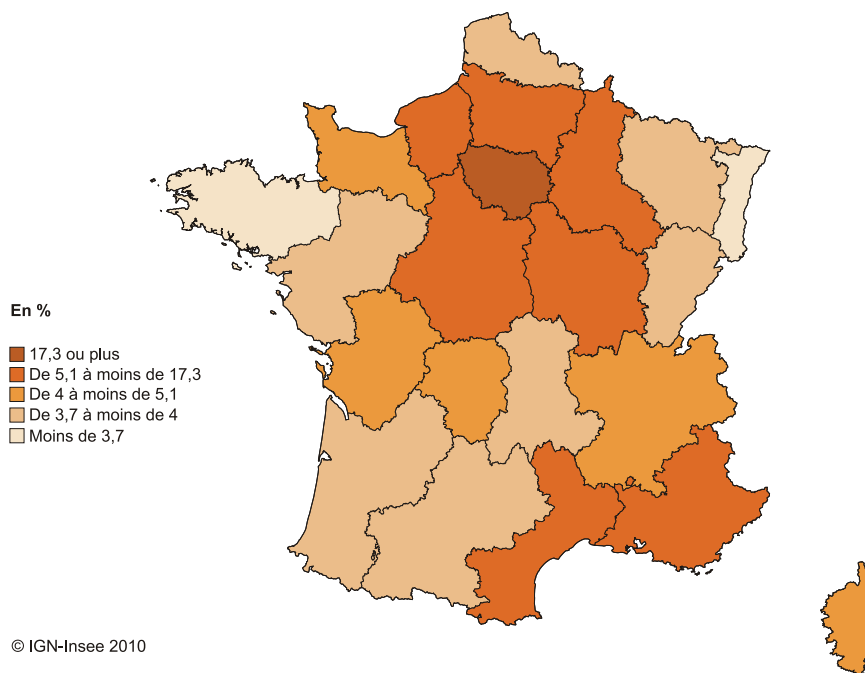 En %
17,3 ou plus
De 5,1 à moins de 17,3
De 4 à moins de 5,1
De 3,7 à moins de 4
Moins de 3,7
© IGN-Insee 2010